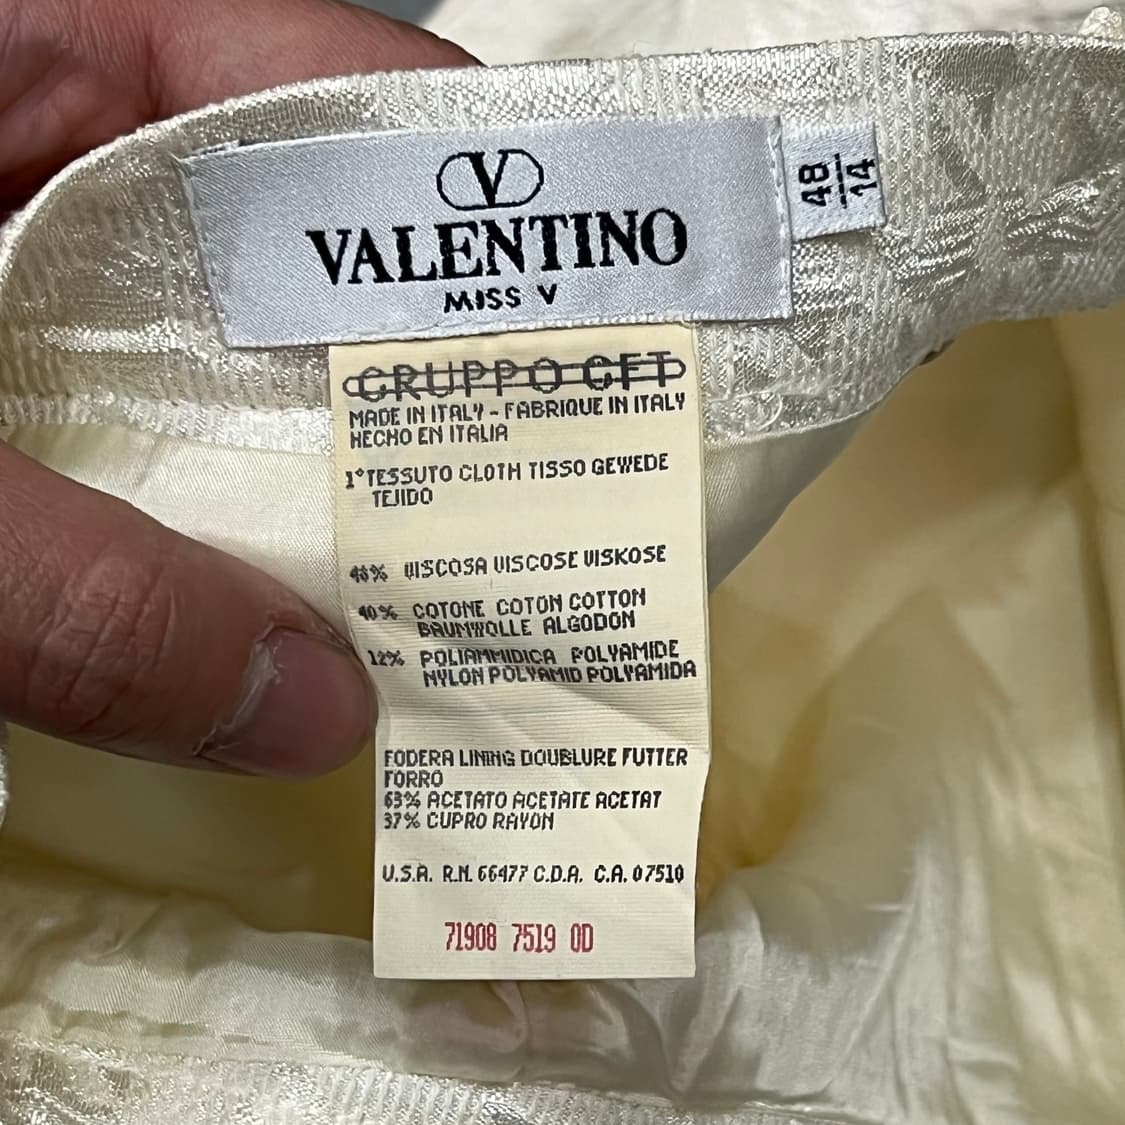 V
VALENTINO
MISS V
48
14
GRUPPO GFT
MADE IN ITALY - FABRIQUE IN ITALY
HECHO EN ITALIA
1° TESSUTO CLOTH TISSO GEWEDE
TEJIDO
48% VISCOSA VISCOSE VISKOSE
40% COTONE COTON COTTON
BAUMWOLLE ALGODON
12% POLIAMMIDICA POLYAMIDE
NYLON POLYAMID POLYAMIDA
FODERA LINING DOUBLURE FUTTER
FORRO
63% ACETATO ACETATE ACETAT
37% CUPRO RAYON
U.S.A. R.N. 66477 C.D.A. C.A. 07510
71908 7519 0D